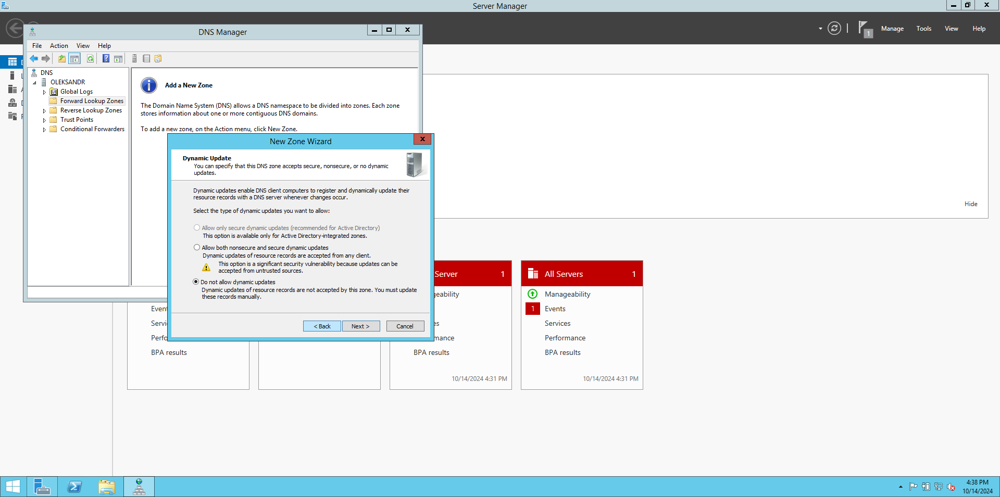 Server Manager
1
Manage
Tools
View
Help
DNS Manager
File
Action
View
Help
DNS
OLEKSANDR
Global Logs
Forward Lookup Zones
Reverse Lookup Zones
Trust Points
Conditional Forwarders
Add a New Zone
The Domain Name System (DNS) allows a DNS namespace to be divided into zones. Each zone
stores information about one or more contiguous DNS domains.
To add a new zone, on the Action menu, click New Zone.
New Zone Wizard
Dynamic Update
You can specify that this DNS zone accepts secure, nonsecure, or no dynamic
updates.
Dynamic updates enable DNS client computers to register and dynamically update their
resource records with a DNS server whenever changes occur.
Select the type of dynamic updates you want to allow:
Allow only secure dynamic updates (recommended for Active Directory)
This option is available only for Active Directory-integrated zones.
Allow both nonsecure and secure dynamic updates
Dynamic updates of resource records are accepted from any client.
This option is a significant security vulnerability because updates can be
accepted from untrusted sources.
Do not allow dynamic updates
Dynamic updates of resource records are not accepted by this zone. You must update
these records manually.
< Back
Next >
Cancel
Hide
Event
Servi
Perfo
BPA results
Server
1
geability
es
mance
BPA results
10/14/2024 4:31 PM
All Servers
1
Manageability
1
Events
Services
Performance
BPA results
10/14/2024 4:31 PM
4:38 PM
10/14/2024